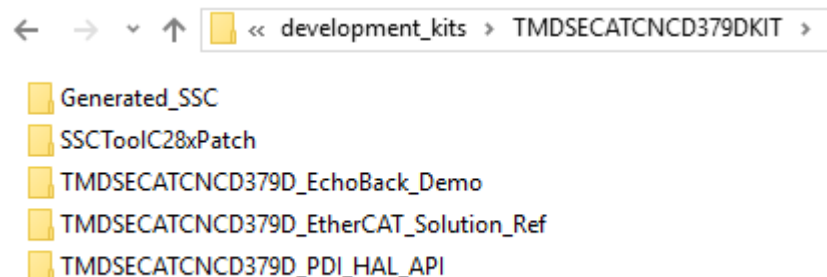 « development_kits > TMDSECATCNCD379DKIT >
Generated_SSC
SSCToolC28xPatch
TMDSECATCNCD379D_EchoBack_Demo
TMDSECATCNCD379D_EtherCAT_Solution_Ref
TMDSECATCNCD379D_PDI_HAL_API